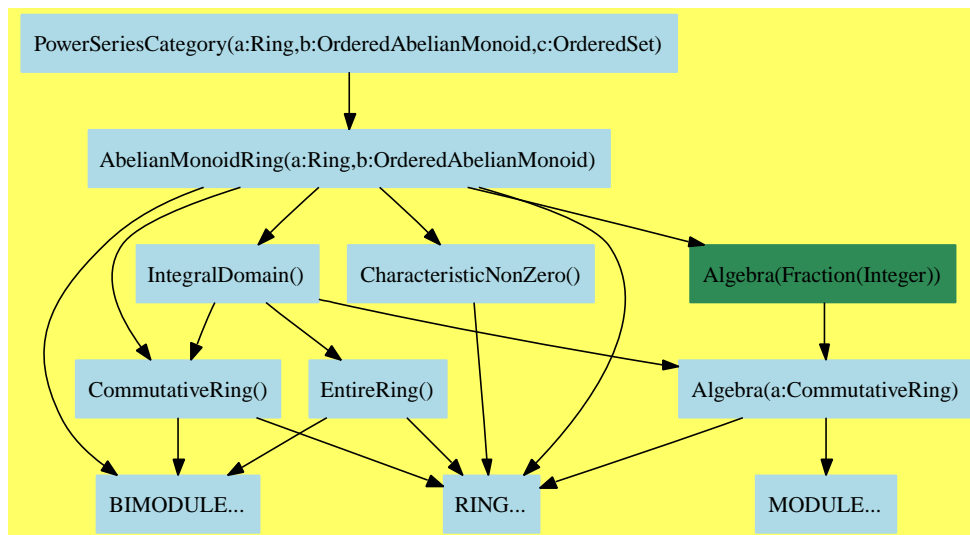 PowerSeriesCategory(a:Ring,b:OrderedAbelianMonoid,c:OrderedSet)
AbelianMonoidRing(a:Ring,b:OrderedAbelianMonoid)
IntegralDomain()
CharacteristicNonZero()
Algebra(Fraction(Integer))
CommutativeRing()
EntireRing()
Algebra(a:CommutativeRing)
BIMODULE...
RING...
MODULE...